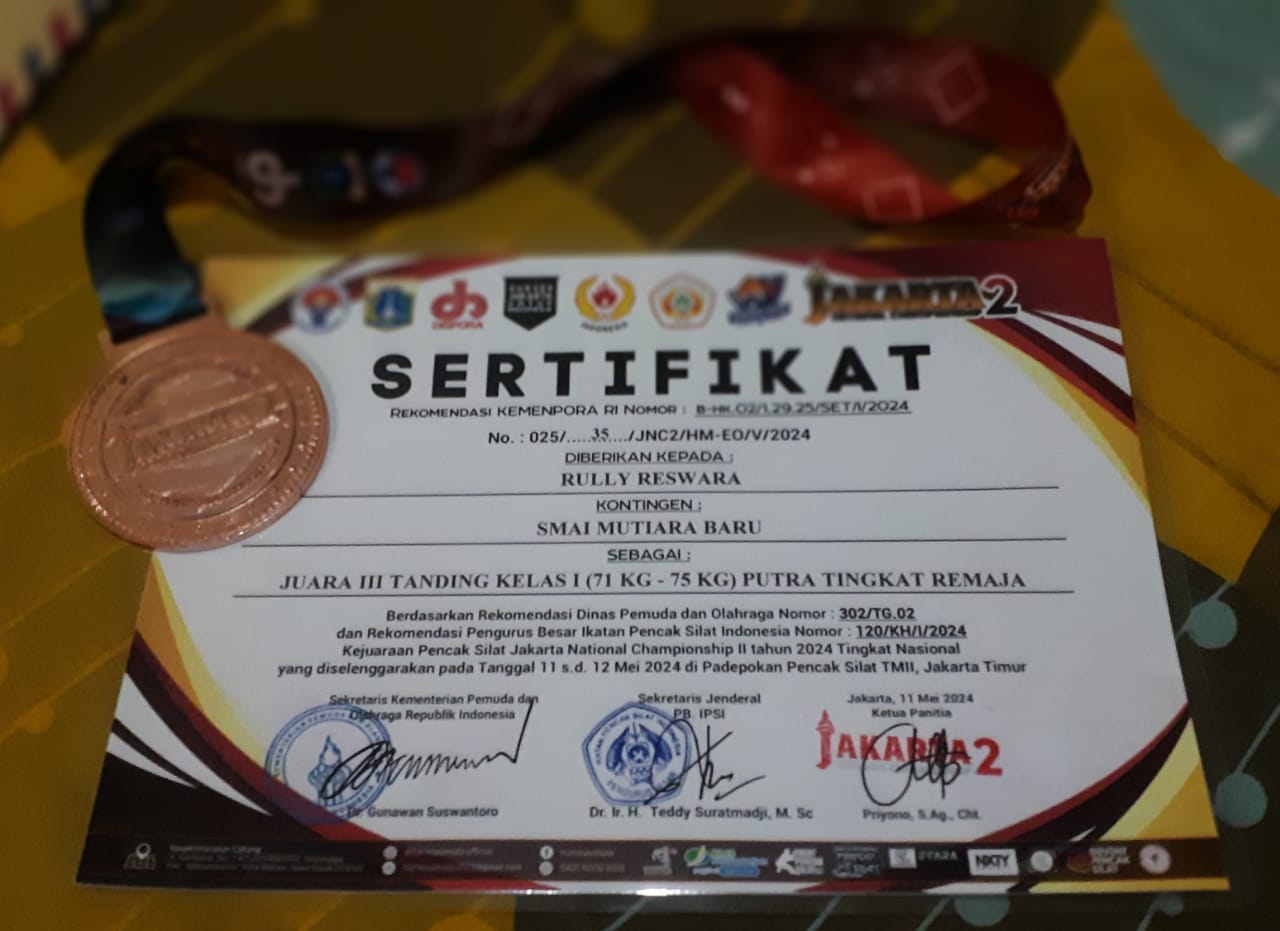 DISPORA
INDONESIA
JAKARTA2
SERTIFIKAT
REKOMENDASI KEMENPORA RI NOMOR : B-HK.02/1.29.25/SET/I/2024
No. : 025/.....35..../JNC2/HM-EO/V/2024
DIBERIKAN KEPADA :
RULLY RESWARA
KONTINGEN :
SMAI MUTIARA BARU
SEBAGAI :
JUARA III TANDING KELAS I (71 KG - 75 KG) PUTRA TINGKAT REMAJA
Berdasarkan Rekomendasi Dinas Pemuda dan Olahraga Nomor : 302/TG.02
dan Rekomendasi Pengurus Besar Ikatan Pencak Silat Indonesia Nomor : 120/KH/I/2024
Kejuaraan Pencak Silat Jakarta National Championship II tahun 2024 Tingkat Nasional
yang diselenggarakan pada Tanggal 11 s.d. 12 Mei 2024 di Padepokan Pencak Silat TMII, Jakarta Timur
Sekretaris Kementerian Pemuda dan
Olahraga Republik Indonesia
Dr. Gunawan Suswantoro
Sekretaris Jenderal
PB. IPSI
Dr. Ir. H. Teddy Suratmadji, M. Sc
Jakarta, 11 Mei 2024
Ketua Panitia
JAKARTA2
Priyono, S.Ag., Cht.
NXTY